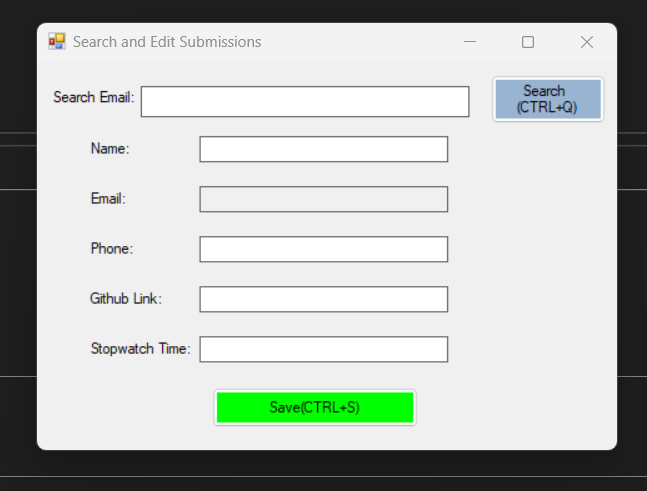 Search and Edit Submissions
Search Email:
Search
(CTRL+Q)
Name:
Email:
Phone:
Github Link:
Stopwatch Time:
Save(CTRL+S)